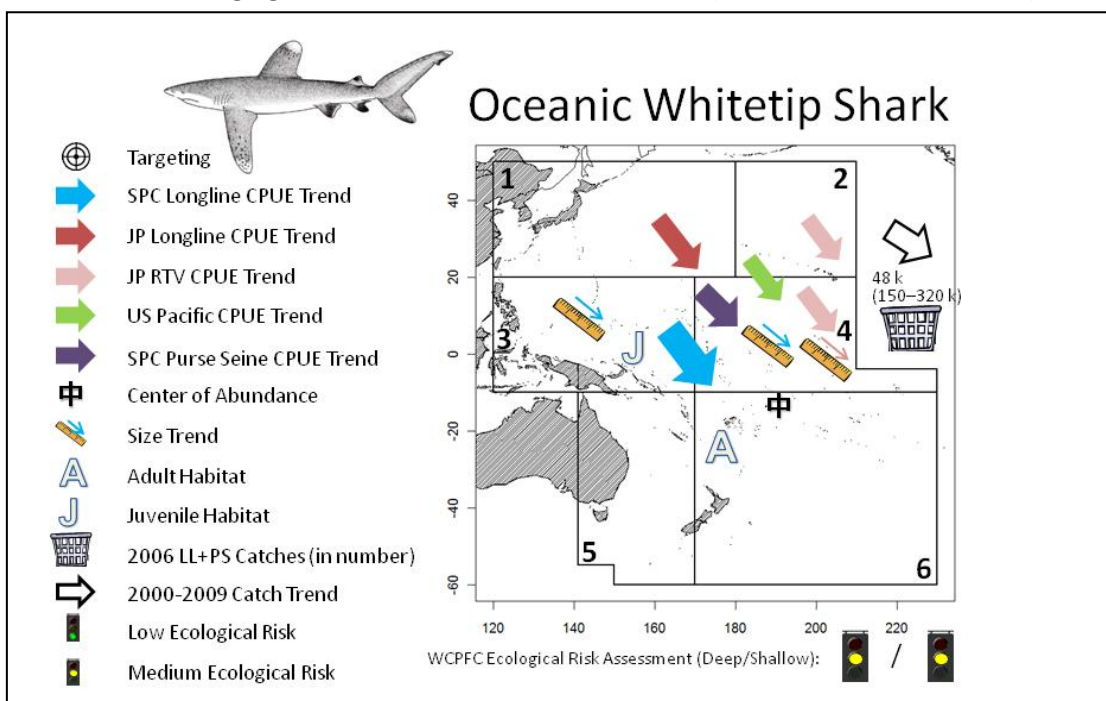 Oceanic Whitetip Shark
Targeting
SPC Longline CPUE Trend
JP Longline CPUE Trend
JP RTV CPUE Trend
US Pacific CPUE Trend
SPC Purse Seine CPUE Trend
中
Center of Abundance
Size Trend
A
Adult Habitat
J
Juvenile Habitat
2006 LL+PS Catches (in number)
2000-2009 Catch Trend
Low Ecological Risk
Medium Ecological Risk
1
2
48 k
(150–320 k)
3
J
4
中
A
5
6
40
20
0
-20
-40
-60
120
140
160
180
200
220
WCPFC Ecological Risk Assessment (Deep/Shallow):
/